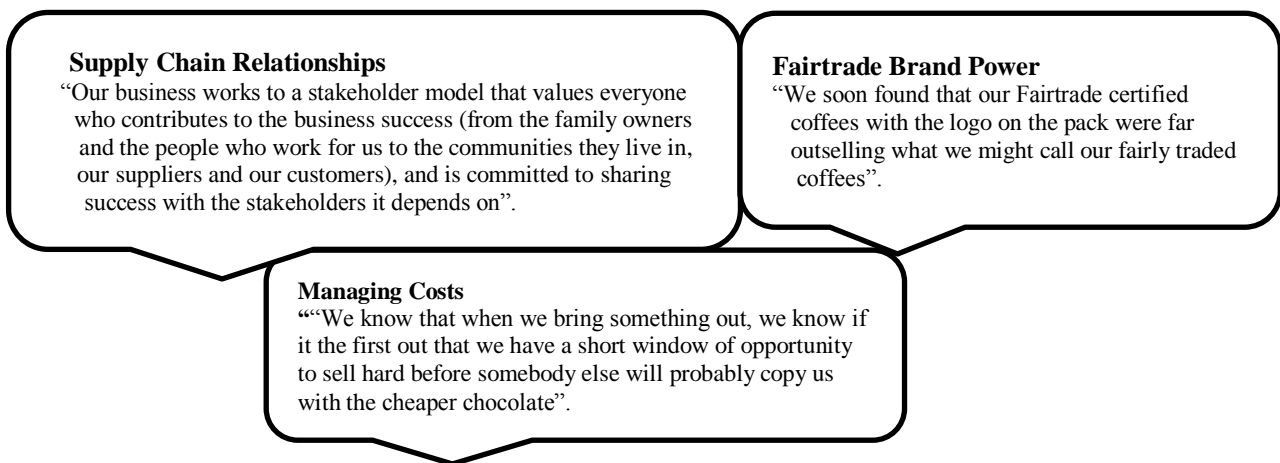 Supply Chain Relationships
“Our business works to a stakeholder model that values everyone
who contributes to the business success (from the family owners
and the people who work for us to the communities they live in,
our suppliers and our customers), and is committed to sharing
success with the stakeholders it depends on”.
Fairtrade Brand Power
“We soon found that our Fairtrade certified
coffees with the logo on the pack were far
outselling what we might call our fairly traded
coffees”.
Managing Costs
““We know that when we bring something out, we know if
it the first out that we have a short window of opportunity
to sell hard before somebody else will probably copy us
with the cheaper chocolate”.